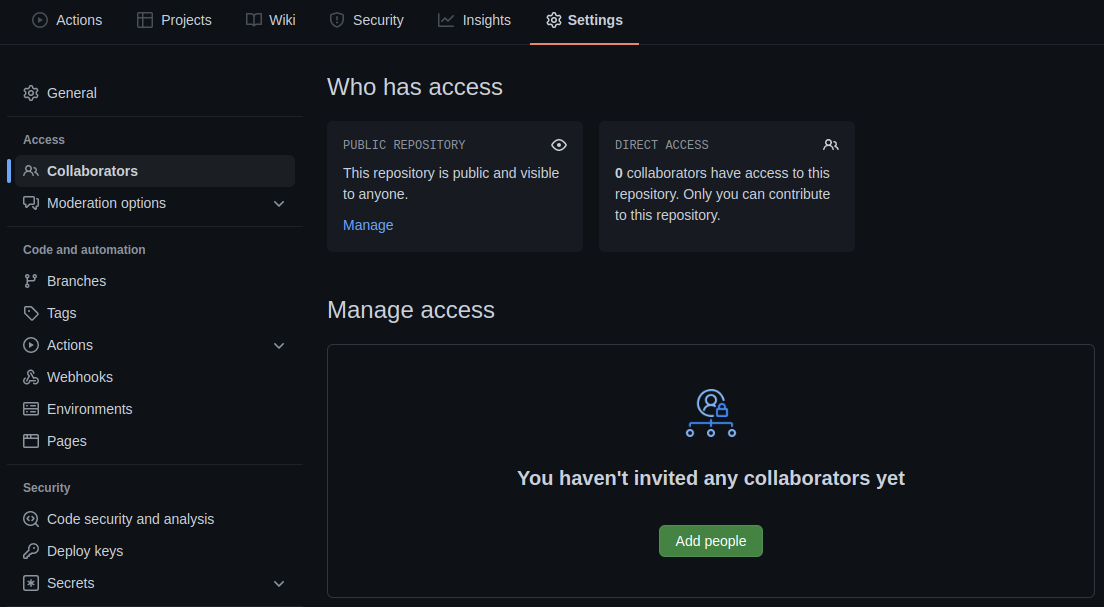 Actions
Projects
Wiki
Security
Insights
Settings
General
Access
Collaborators
Moderation options
Code and automation
Branches
Tags
Actions
Webhooks
Environments
Pages
Security
Code security and analysis
Deploy keys
Secrets
Who has access
PUBLIC REPOSITORY
This repository is public and visible
to anyone.
Manage
DIRECT ACCESS
0 collaborators have access to this
repository. Only you can contribute
to this repository.
Manage access
You haven't invited any collaborators yet
Add people